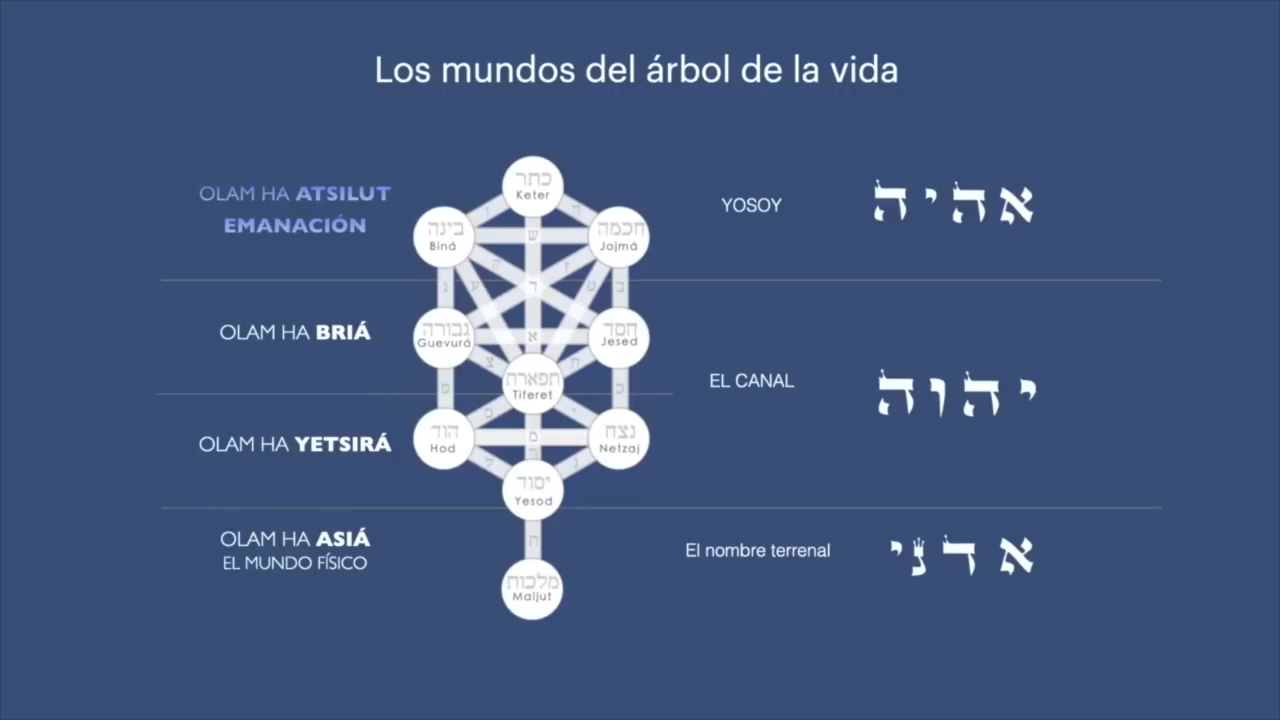 Los mundos del árbol de la vida
OLAM HA ATSILUT
EMANACIÓN
כתר
Keter
בינה
Biná
חכמה
Jojmá
ש
YOSOY
אהיה
OLAM HA BRIÁ
גבורה
Guevurá
חסד
Jesed
א
תפארת
Tiferet
EL CANAL
יהוה
OLAM HA YETSIRÁ
הוד
Hod
נצח
Netzaj
מ
יסוד
Yesod
OLAM HA ASIÁ
EL MUNDO FÍSICO
El nombre terrenal
אדני
מלכות
Maljut